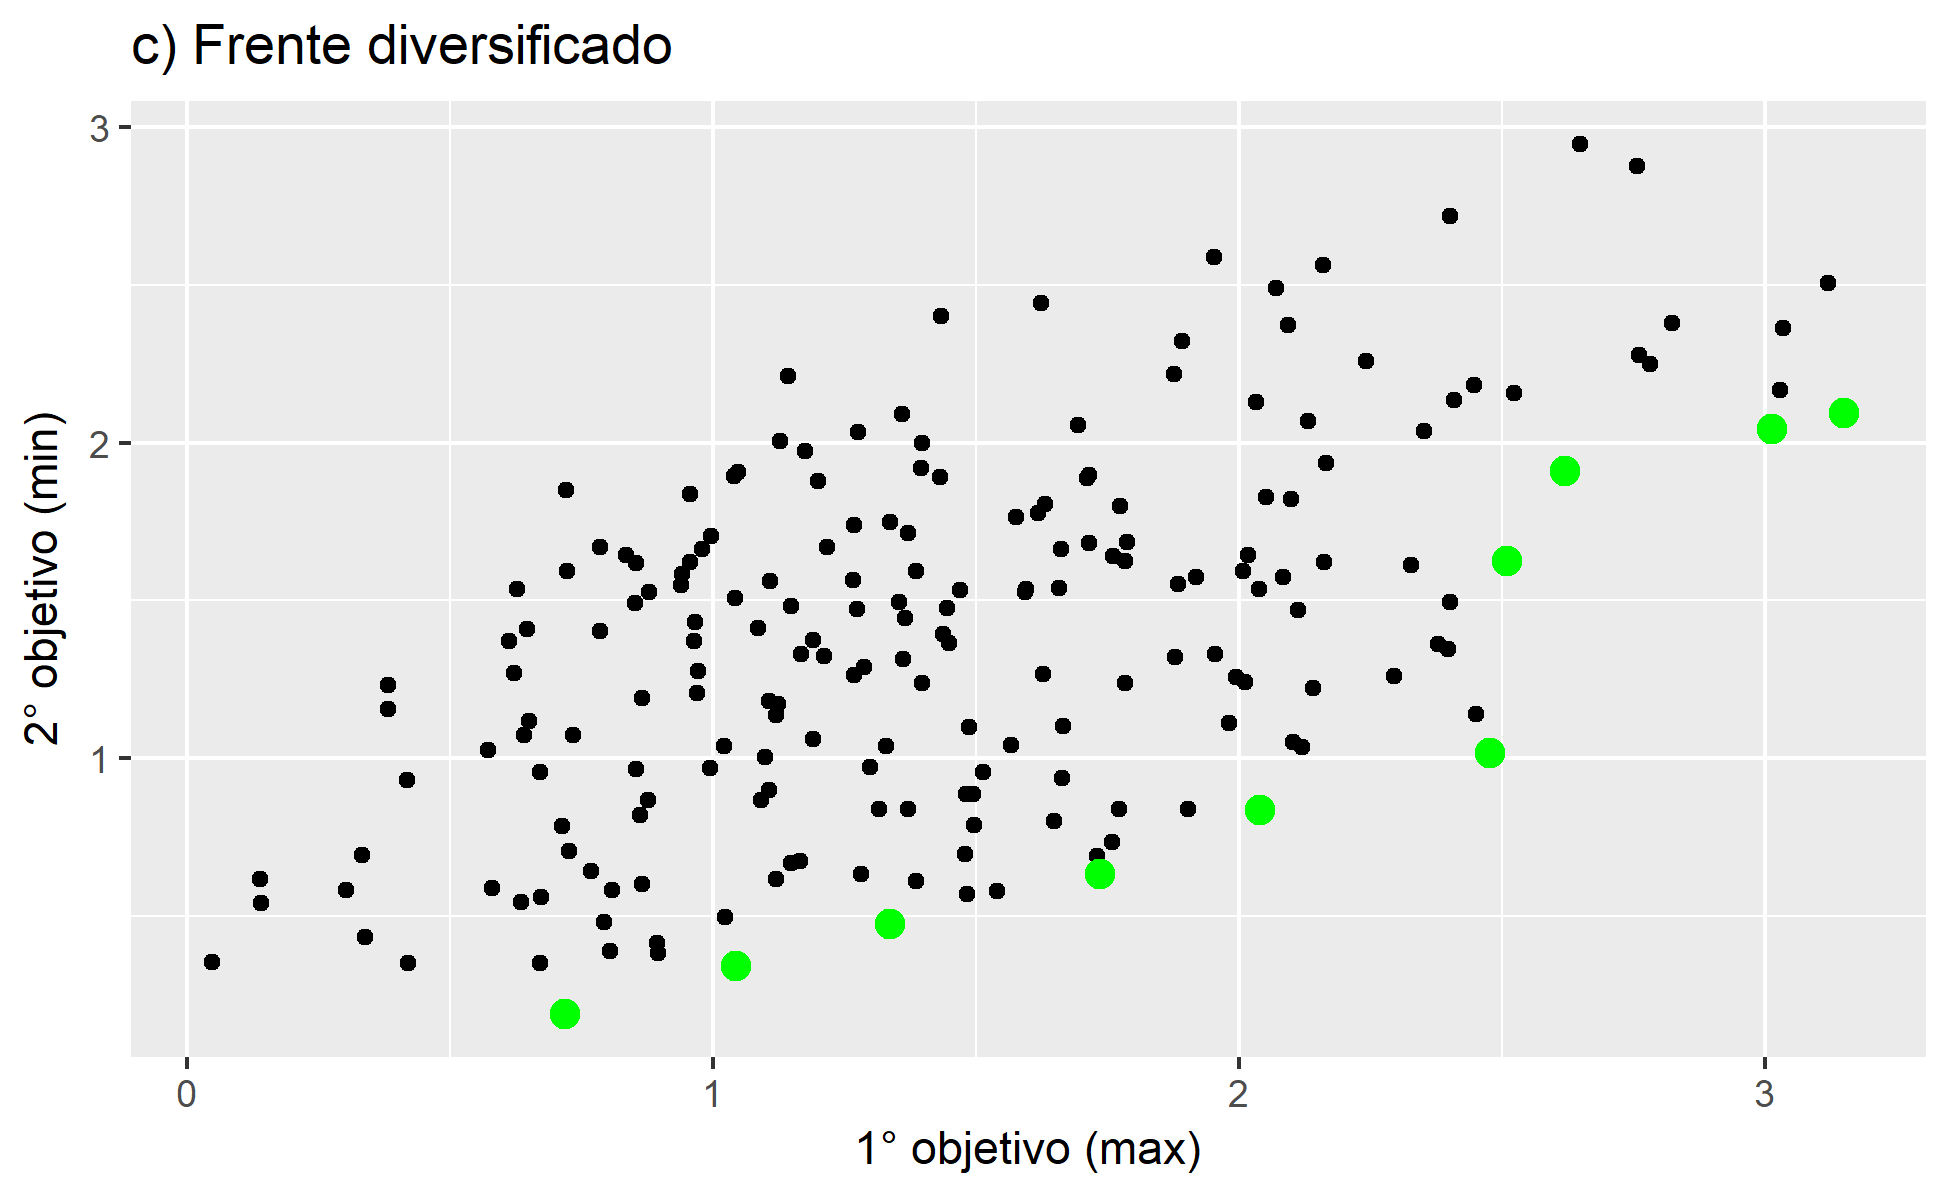 c) Frente diversificado
3
2
1
2° objetivo (min)
0 1 2 3
1° objetivo (max)